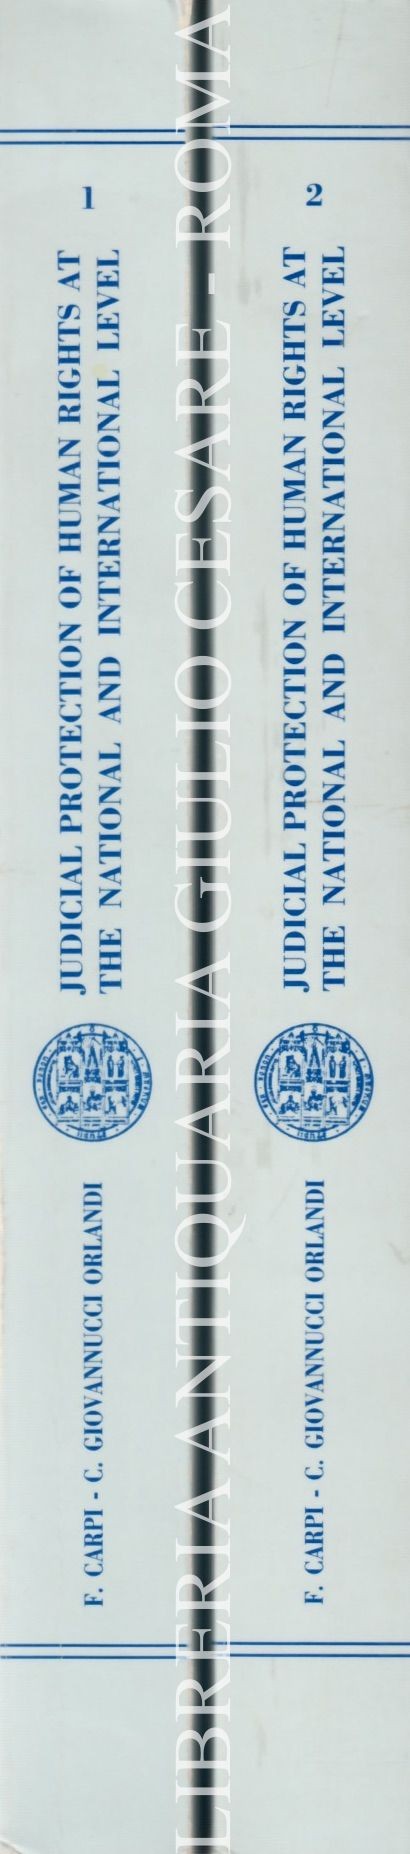 1
JUDICIAL PROTECTION OF HUMAN RIGHTS AT
THE NATIONAL AND INTERNATIONAL LEVEL
F. CARPI - C. GIOVANNUCCI ORLANDI
LIBRERIA ANTIQUARIA GIULIO CESARE - ROMA
2
JUDICIAL PROTECTION OF HUMAN RIGHTS AT
THE NATIONAL AND INTERNATIONAL LEVEL
F. CARPI - C. GIOVANNUCCI ORLANDI